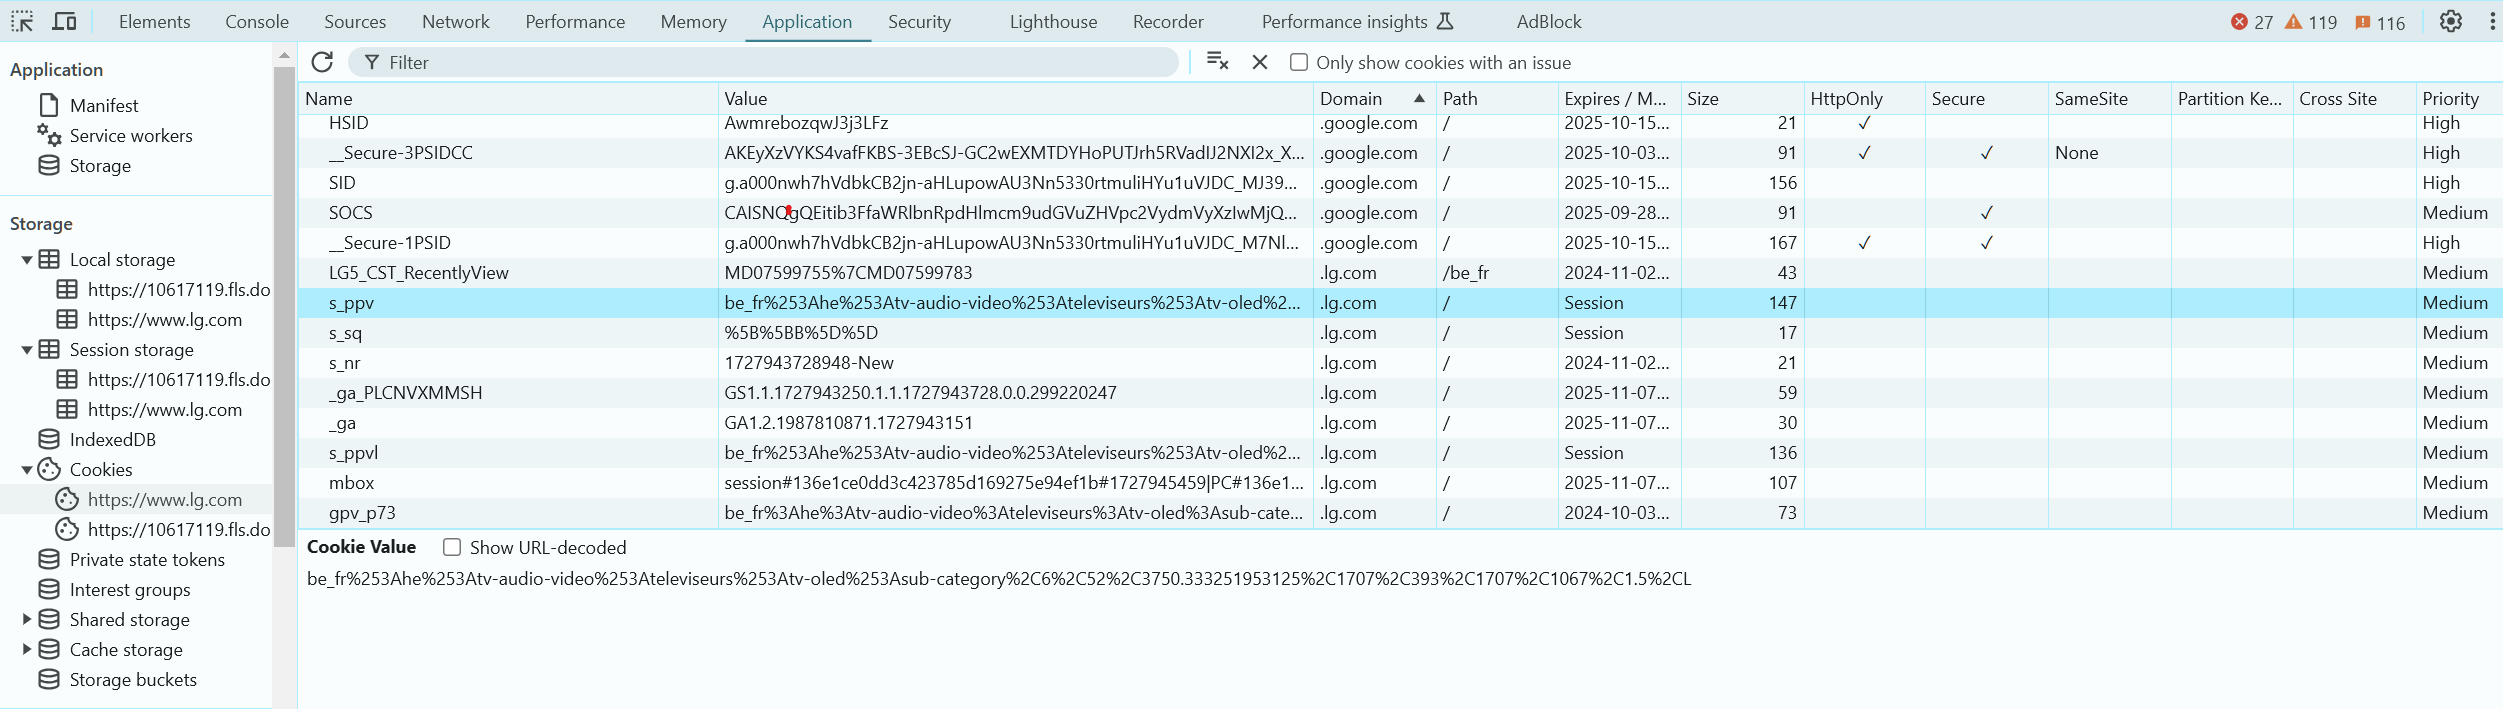 Elements Console Sources Network Performance Memory Application Security Lighthouse Recorder Performance insights AdBlock 27 119 116
Application
Manifest
Service workers
Storage
Storage
Local storage
https://10617119.fls.do
https://www.lg.com
Session storage
https://10617119.fls.do
https://www.lg.com
IndexedDB
Cookies
https://www.lg.com
https://10617119.fls.do
Private state tokens
Interest groups
Shared storage
Cache storage
Storage buckets
Filter Only show cookies with an issue
Name Value Domain Path Expires / M... Size HttpOnly Secure SameSite Partition Ke... Cross Site Priority
HSID AwmrebozqwJ3j3LFz .google.com / 2025-10-15... 21 ✓ High
__Secure-3PSIDCC AKEyXzVYKS4vafFKBS-3EBcSJ-GC2wEXMTDYHoPUTJrh5RVadIJ2NXI2x_X... .google.com / 2025-10-03... 91 ✓ ✓ None High
SID g.a000nwh7hVdbkCB2jn-aHLupowAU3Nn5330rtmuliHYu1uVJDC_MJ39... .google.com / 2025-10-15... 156 High
SOCS CAISNQgQEitib3FfaWRlbnRpdHlmcm9udGVuZHVpc2VydmVyXzIwMjQ... .google.com / 2025-09-28... 91 ✓ Medium
__Secure-1PSID g.a000nwh7hVdbkCB2jn-aHLupowAU3Nn5330rtmuliHYu1uVJDC_M7Nl... .google.com / 2025-10-15... 167 ✓ ✓ High
LG5_CST_RecentlyView MD07599755%7CMD07599783 .lg.com /be_fr 2024-11-02... 43 Medium
s_ppv be_fr%253Ahe%253Atv-audio-video%253Ateleviseurs%253Atv-oled%2... .lg.com / Session 147 Medium
s_sq %5B%5BB%5D%5D .lg.com / Session 17 Medium
s_nr 1727943728948-New .lg.com / 2024-11-02... 21 Medium
_ga_PLCNVXMMSH GS1.1.1727943250.1.1.1727943728.0.0.299220247 .lg.com / 2025-11-07... 59 Medium
_ga GA1.2.1987810871.1727943151 .lg.com / 2025-11-07... 30 Medium
s_ppvl be_fr%253Ahe%253Atv-audio-video%253Ateleviseurs%253Atv-oled%2... .lg.com / Session 136 Medium
mbox session#136e1ce0dd3c423785d169275e94ef1b#1727945459|PC#136e1... .lg.com / 2025-11-07... 107 Medium
gpv_p73 be_fr%3Ahe%3Atv-audio-video%3Ateleviseurs%3Atv-oled%3Asub-cate... .lg.com / 2024-10-03... 73 Medium
Cookie Value Show URL-decoded
be_fr%253Ahe%253Atv-audio-video%253Ateleviseurs%253Atv-oled%253Asub-category%2C6%2C52%2C3750.333251953125%2C1707%2C393%2C1707%2C1067%2C1.5%2CL